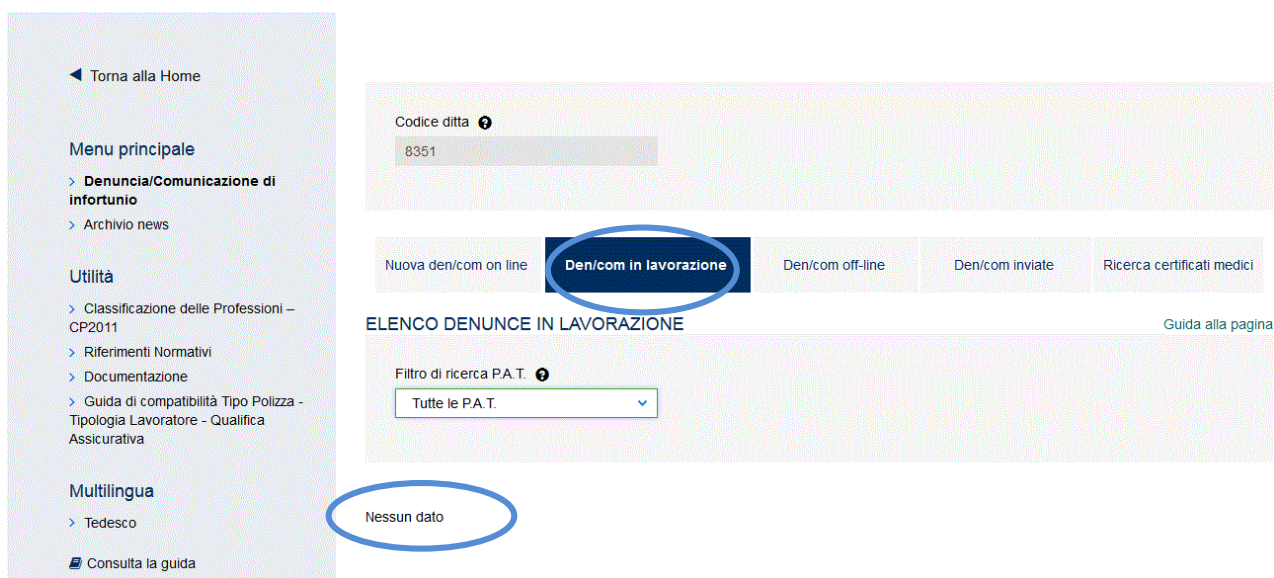 Torna alla Home
Menu principale
Denuncia/Comunicazione di
infortunio
Archivio news
Utilità
Classificazione delle Professioni –
CP2011
Riferimenti Normativi
Documentazione
Guida di compatibilità Tipo Polizza -
Tipologia Lavoratore - Qualifica
Assicurativa
Multilingua
Tedesco
Consulta la guida
Codice ditta ?
8351
Nuova den/com on line Den/com in lavorazione Den/com off-line Den/com inviate Ricerca certificati medici
ELENCO DENUNCE IN LAVORAZIONE Guida alla pagina
Filtro di ricerca P.A.T. ?
Tutte le P.A.T.
Nessun dato